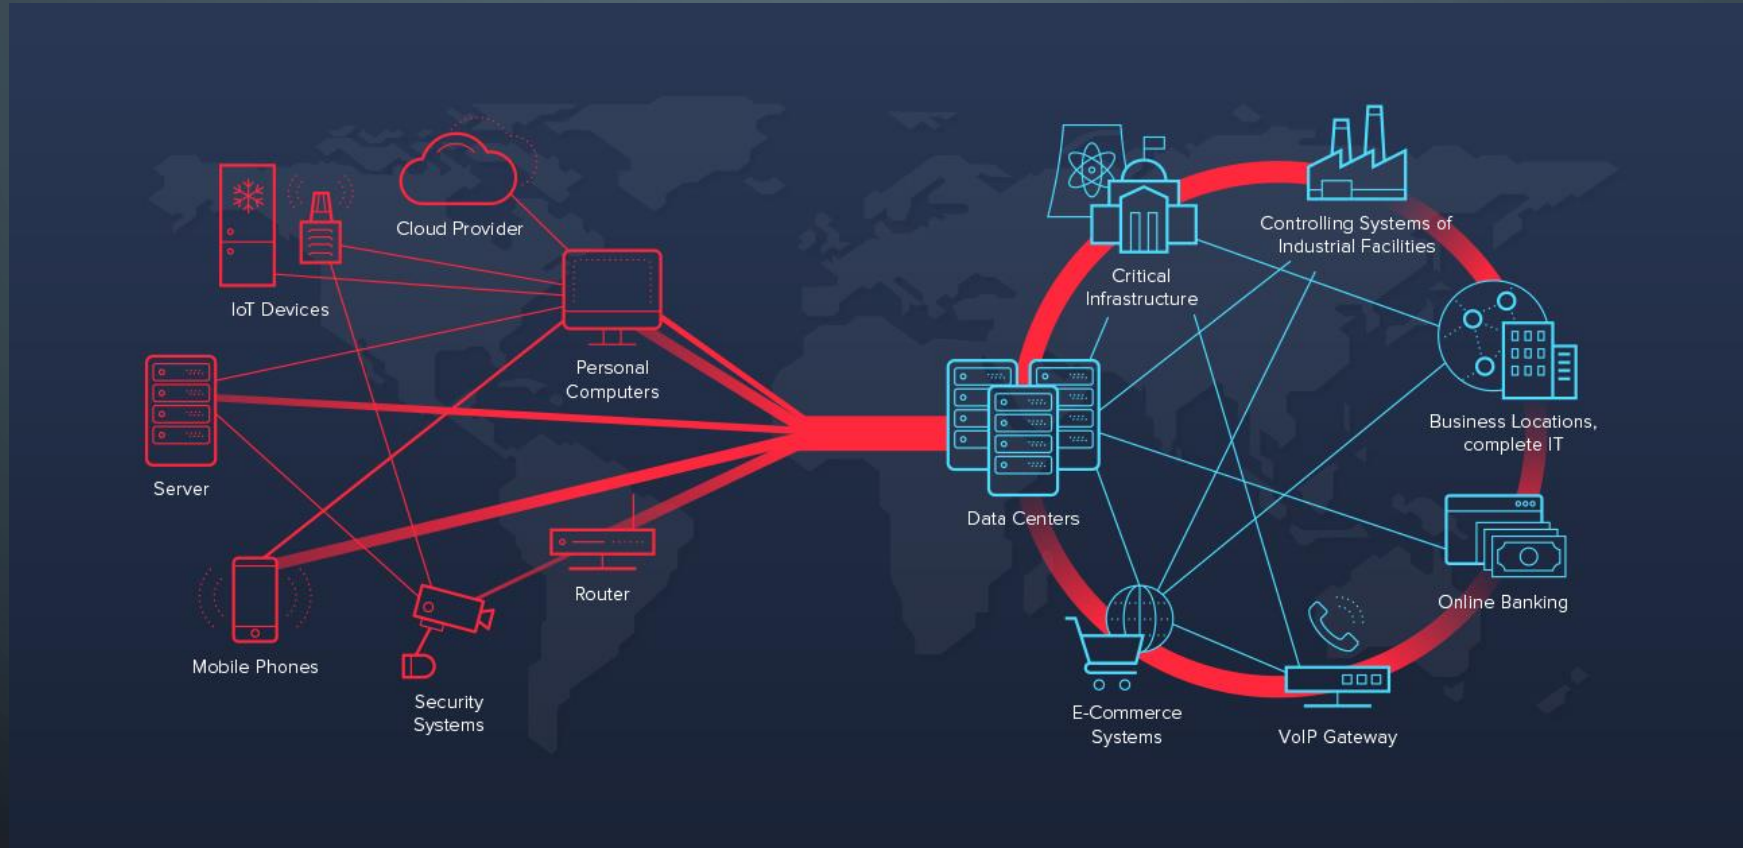 Cloud Provider
IoT Devices
Personal
Computers
Server
Router
Mobile Phones
Security
Systems
Controlling Systems of
Industrial Facilities
Critical
Infrastructure
Business Locations,
complete IT
Data Centers
Online Banking
E-Commerce
Systems
VoIP Gateway